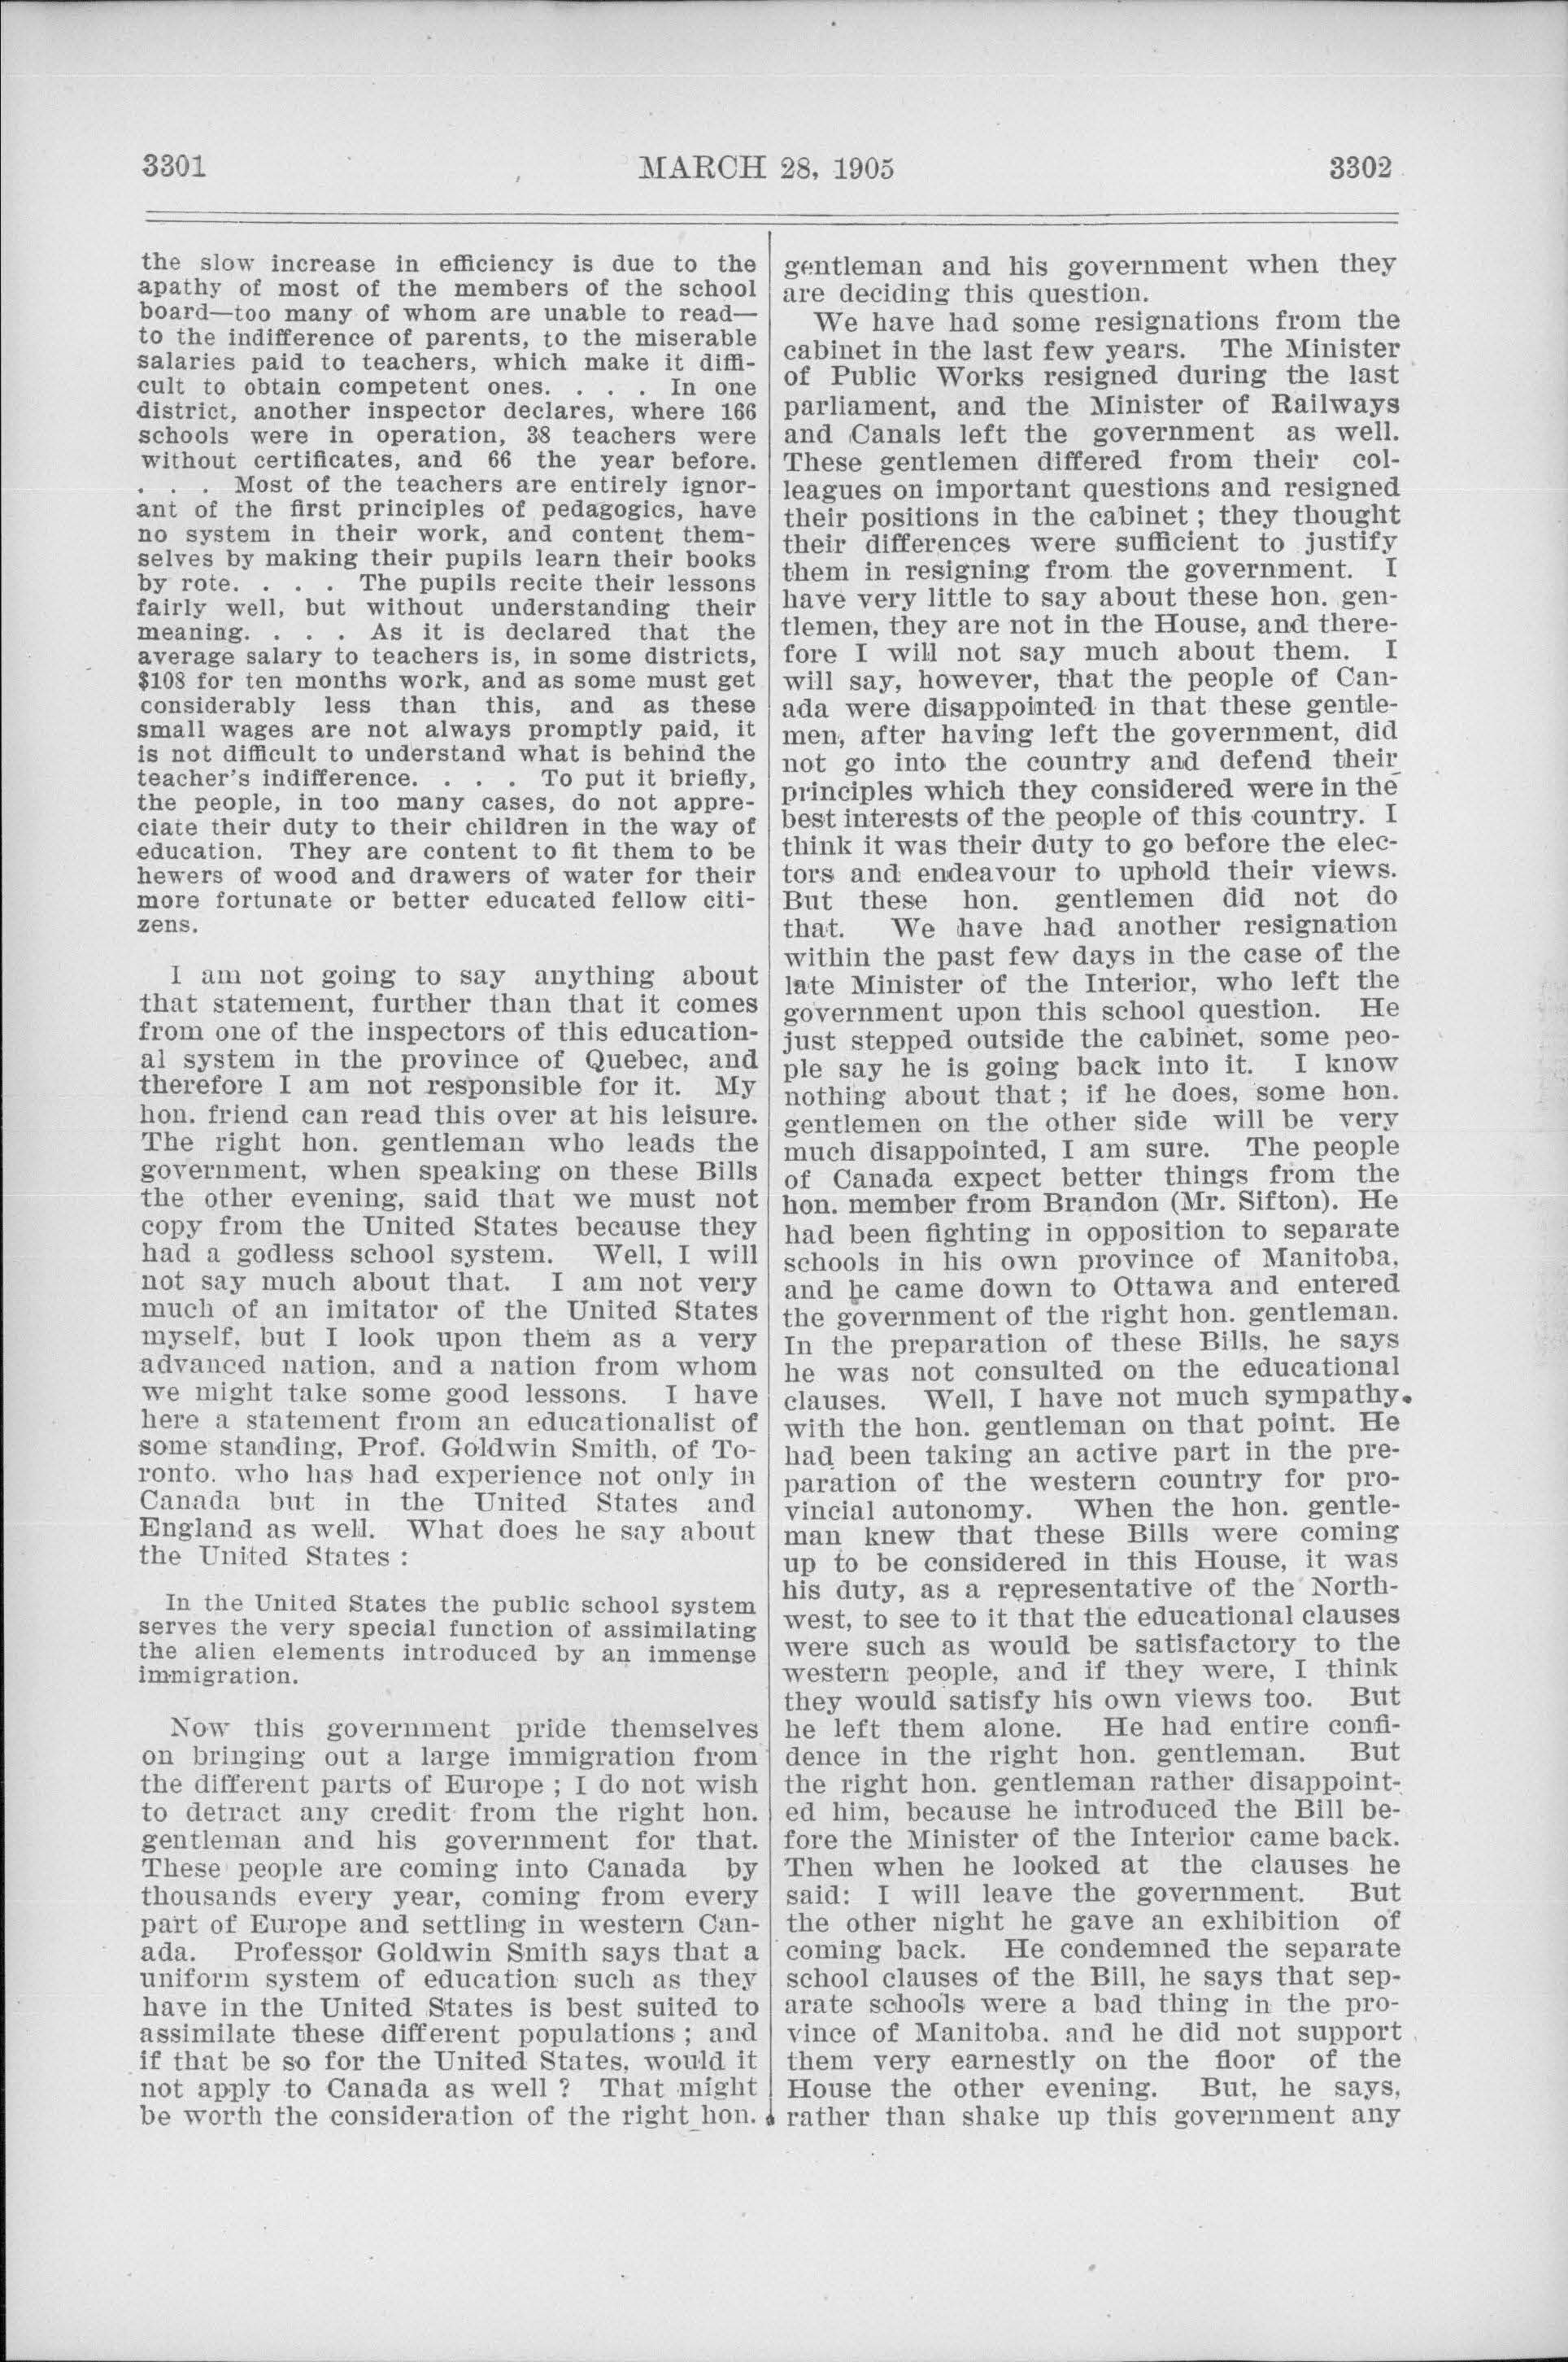 3301
MARCH 28, 1905
3302
the slow increase in efficiency is due to the
apathy of most of the members of the school
board—too many of whom are unable to read—
to the indifference of parents, to the miserable
salaries paid to teachers, which make it diffi-
cult to obtain competent ones. . . . In one
district, another inspector declares, where 166
schools were in operation, 38 teachers were
without certificates, and 66 the year before.
. . . Most of the teachers are entirely ignor-
ant of the first principles of pedagogics, have
no system in their work, and content them-
selves by making their pupils learn their books
by rote. . . . The pupils recite their lessons
fairly well, but without understanding their
meaning. . . . As it is declared that the
average salary to teachers is, in some districts,
$108 for ten months work, and as some must get
considerably less than this, and as these
small wages are not always promptly paid, it
is not difficult to understand what is behind the
teacher's indifference. . . . To put it briefly,
the people, in too many cases, do not appre-
ciate their duty to their children in the way of
education. They are content to fit them to be
hewers of wood and drawers of water for their
more fortunate or better educated fellow citi-
zens.
I am not going to say anything about
that statement, further than that it comes
from one of the inspectors of this education-
al system in the province of Quebec, and
therefore I am not responsible for it. My
hon. friend can read this over at his leisure.
The right hon. gentleman who leads the
government, when speaking on these Bills
the other evening, said that we must not
copy from the United States because they
had a godless school system. Well, I will
not say much about that. I am not very
much of an imitator of the United States
myself, but I look upon them as a very
advanced nation, and a nation from whom
we might take some good lessons. I have
here a statement from an educationalist of
some standing, Prof. Goldwin Smith, of To-
ronto, who has had experience not only in
Canada but in the United States and
England as well. What does he say about
the United States :
In the United States the public school system
serves the very special function of assimilating
the alien elements introduced by an immense
immigration.
Now this government pride themselves
on bringing out a large immigration from
the different parts of Europe ; I do not wish
to detract any credit from the right hon.
gentleman and his government for that.
These people are coming into Canada by
thousands every year, coming from every
part of Europe and settling in western Can-
ada. Professor Goldwin Smith says that a
uniform system of education such as they
have in the United States is best suited to
assimilate these different populations ; and
if that be so for the United States, would it
not apply to Canada as well ? That might
be worth the consideration of the right hon.
gentleman and his government when they
are deciding this question.
We have had some resignations from the
cabinet in the last few years. The Minister
of Public Works resigned during the last
parliament, and the Minister of Railways
and Canals left the government as well.
These gentlemen differed from their col-
leagues on important questions and resigned
their positions in the cabinet ; they thought
their differences were sufficient to justify
them in resigning from the government. I
have very little to say about these hon. gen-
tlemen, they are not in the House, and there-
fore I will not say much about them. I
will say, however, that the people of Can-
ada were disappointed in that these gentle-
men, after having left the government, did
not go into the country and defend their
principles which they considered were in the
best interests of the people of this country. I
think it was their duty to go before the elec-
tors and endeavour to uphold their views.
But these hon. gentlemen did not do
that. We have had another resignation
within the past few days in the case of the
late Minister of the Interior, who left the
government upon this school question. He
just stepped outside the cabinet, some peo-
ple say he is going back into it. I know
nothing about that ; if he does, some hon.
gentlemen on the other side will be very
much disappointed, I am sure. The people
of Canada expect better things from the
hon. member from Brandon (Mr. Sifton). He
had been fighting in opposition to separate
schools in his own province of Manitoba,
and he came down to Ottawa and entered
the government of the right hon. gentleman.
In the preparation of these Bills, he says
he was not consulted on the educational
clauses. Well, I have not much sympathy
with the hon. gentleman on that point. He
had been taking an active part in the pre-
paration of the western country for pro-
vincial autonomy. When the hon. gentle-
man knew that these Bills were coming
up to be considered in this House, it was
his duty, as a representative of the North-
west, to see to it that the educational clauses
were such as would be satisfactory to the
western people, and if they were, I think
they would satisfy his own views too. But
he left them alone. He had entire confi-
dence in the right hon. gentleman. But
the right hon. gentleman rather disappoint-
ed him, because he introduced the Bill be-
fore the Minister of the Interior came back.
Then when he looked at the clauses he
said: I will leave the government. But
the other night he gave an exhibition of
coming back. He condemned the separate
school clauses of the Bill, he says that sep-
arate schools were a bad thing in the pro-
vince of Manitoba, and he did not support
them very earnestly on the floor of the
House the other evening. But, he says,
rather than shake up this government any